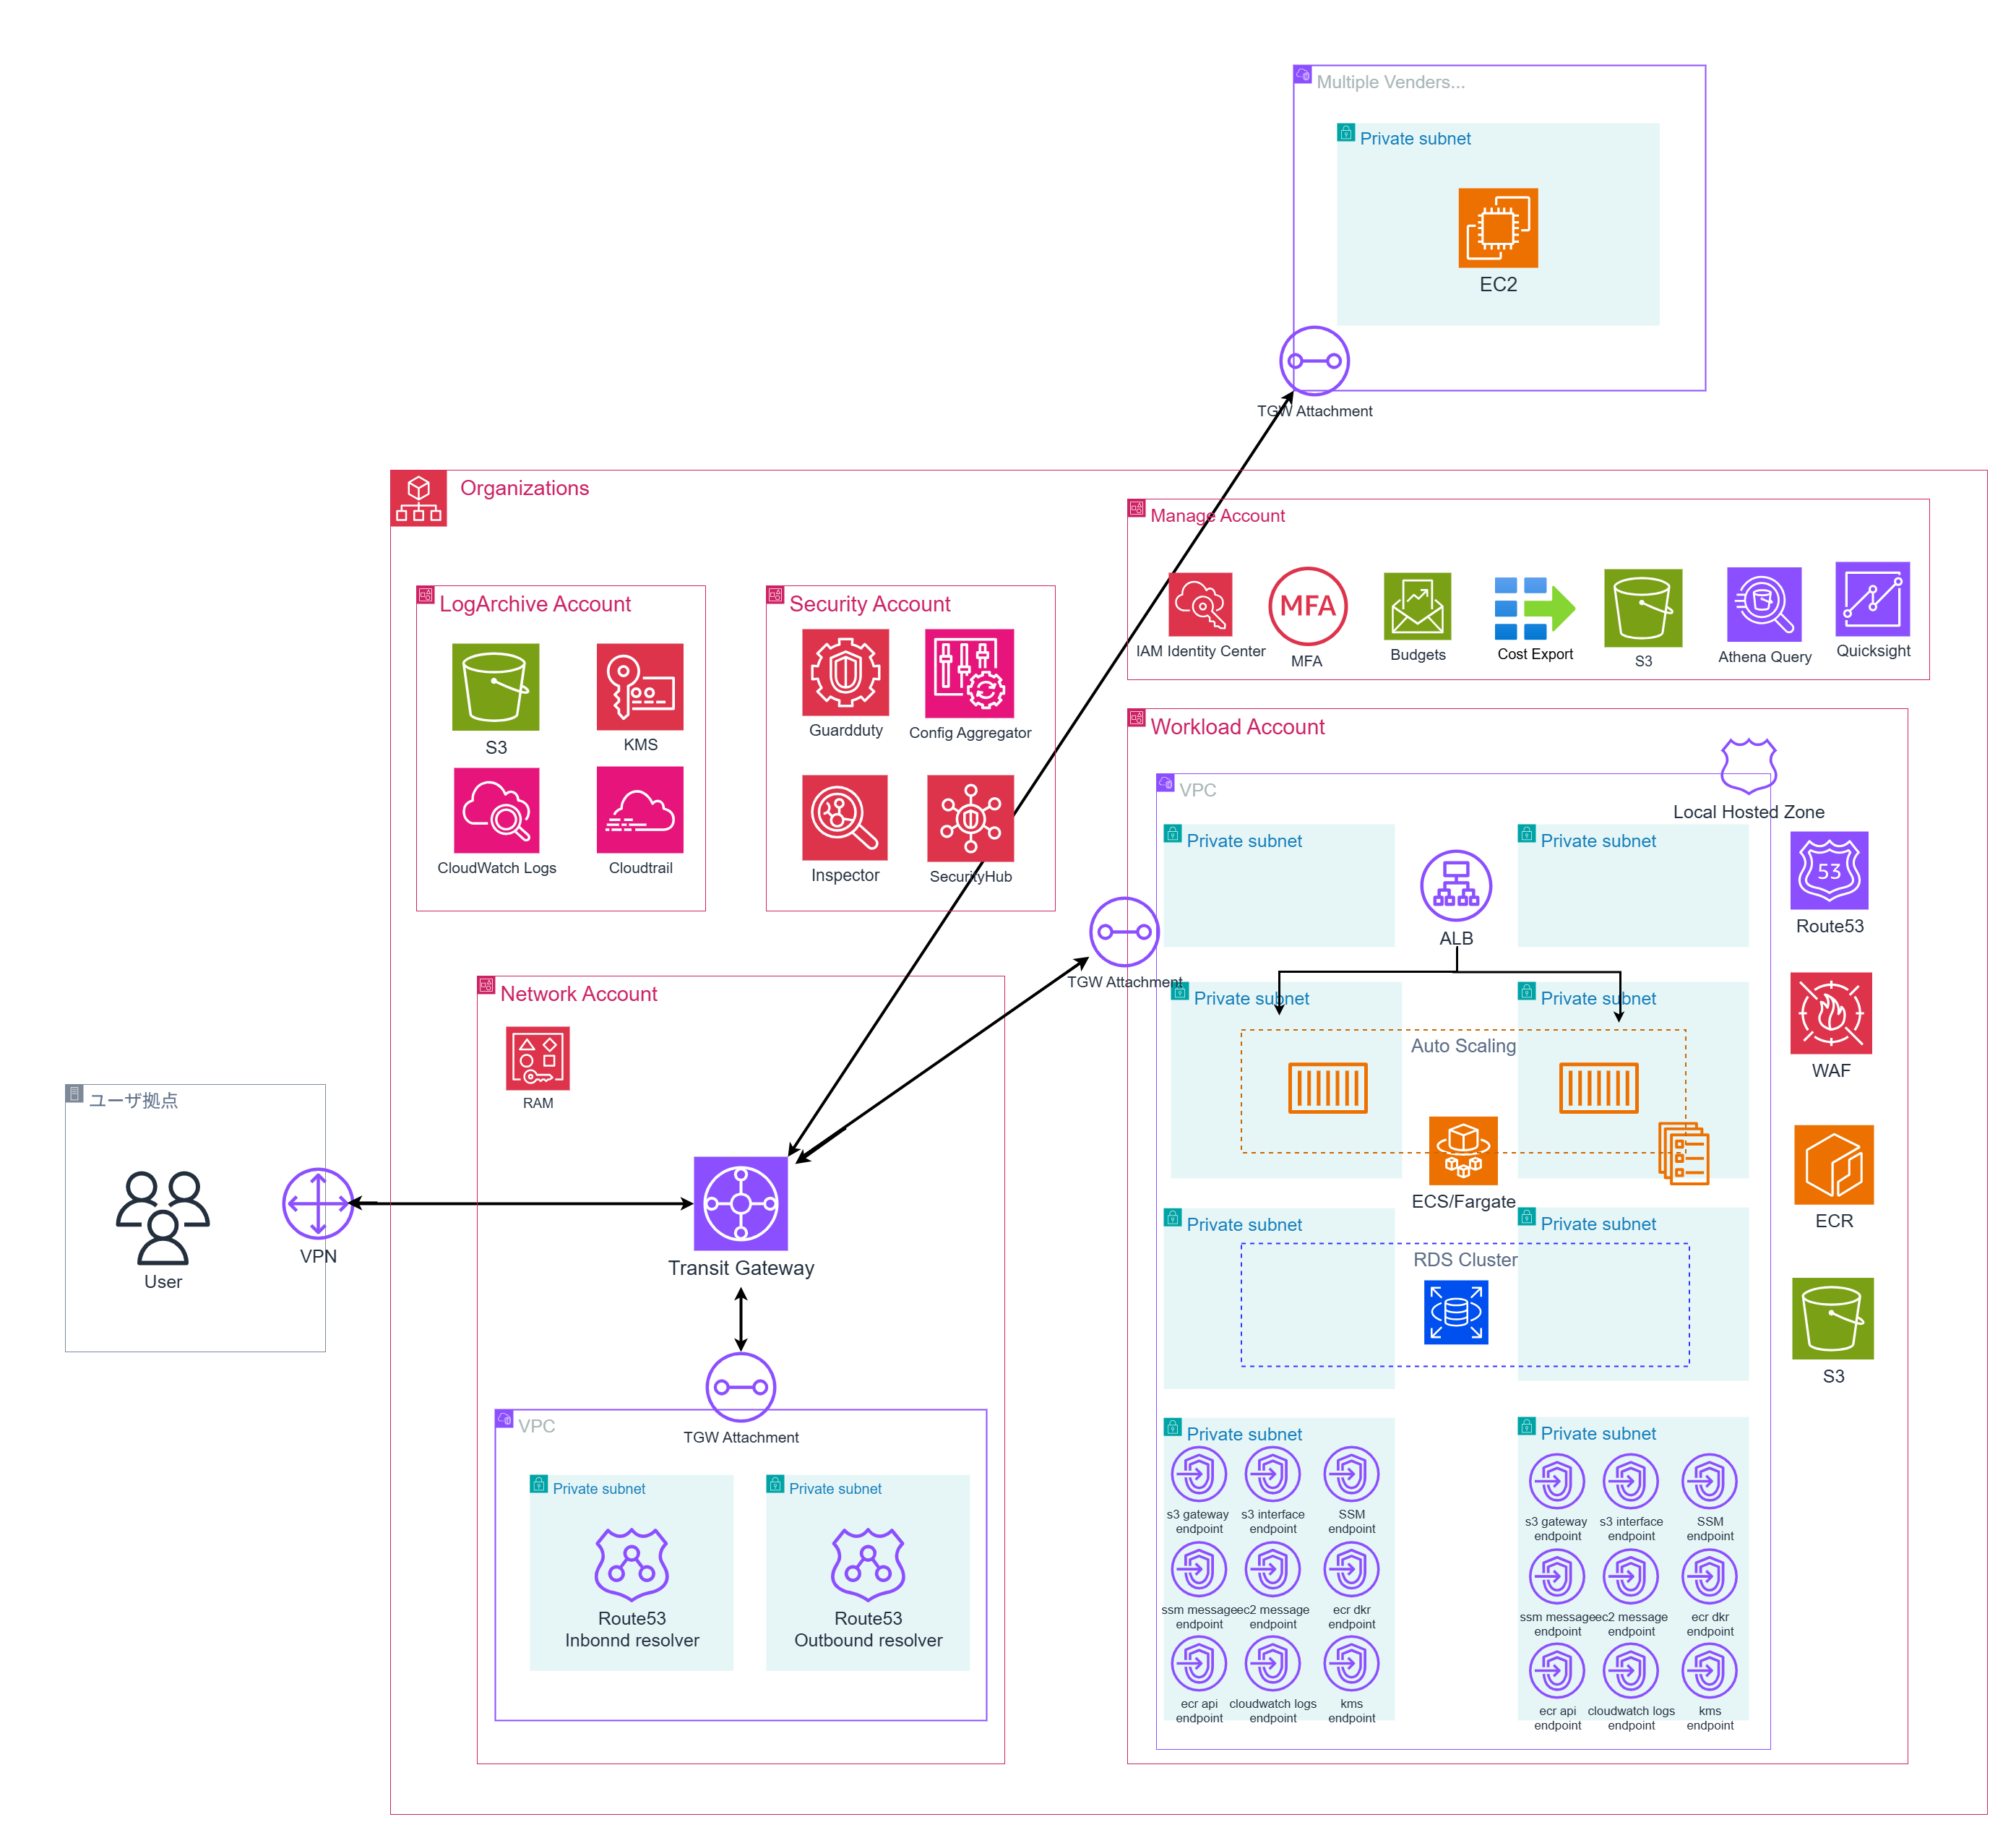 Multiple Venders...
Private subnet
EC2
TGW Attachment
Organizations
Manage Account
IAM Identity Center
MFA
MFA
Budgets
Cost Export
S3
Athena Query
Quicksight
LogArchive Account
S3
KMS
CloudWatch Logs
Cloudtrail
Security Account
Guardduty
Config Aggregator
Inspector
SecurityHub
Workload Account
VPC
Local Hosted Zone
Private subnet
Private subnet
ALB
53
Route53
TGW Attachment
Private subnet
Private subnet
Auto Scaling
WAF
ECS/Fargate
ECR
Private subnet
Private subnet
RDS Cluster
S3
Private subnet
s3 gateway
endpoint
s3 interface
endpoint
SSM
endpoint
ssm message
endpoint
ec2 message
endpoint
ecr dkr
endpoint
ecr api
endpoint
cloudwatch logs
endpoint
kms
endpoint
Private subnet
s3 gateway
endpoint
s3 interface
endpoint
SSM
endpoint
ssm message
endpoint
ec2 message
endpoint
ecr dkr
endpoint
ecr api
endpoint
cloudwatch logs
endpoint
kms
endpoint
Network Account
RAM
Transit Gateway
TGW Attachment
VPC
Private subnet
Route53
Inbonnd resolver
Private subnet
Route53
Outbound resolver
ユーザ拠点
User
VPN